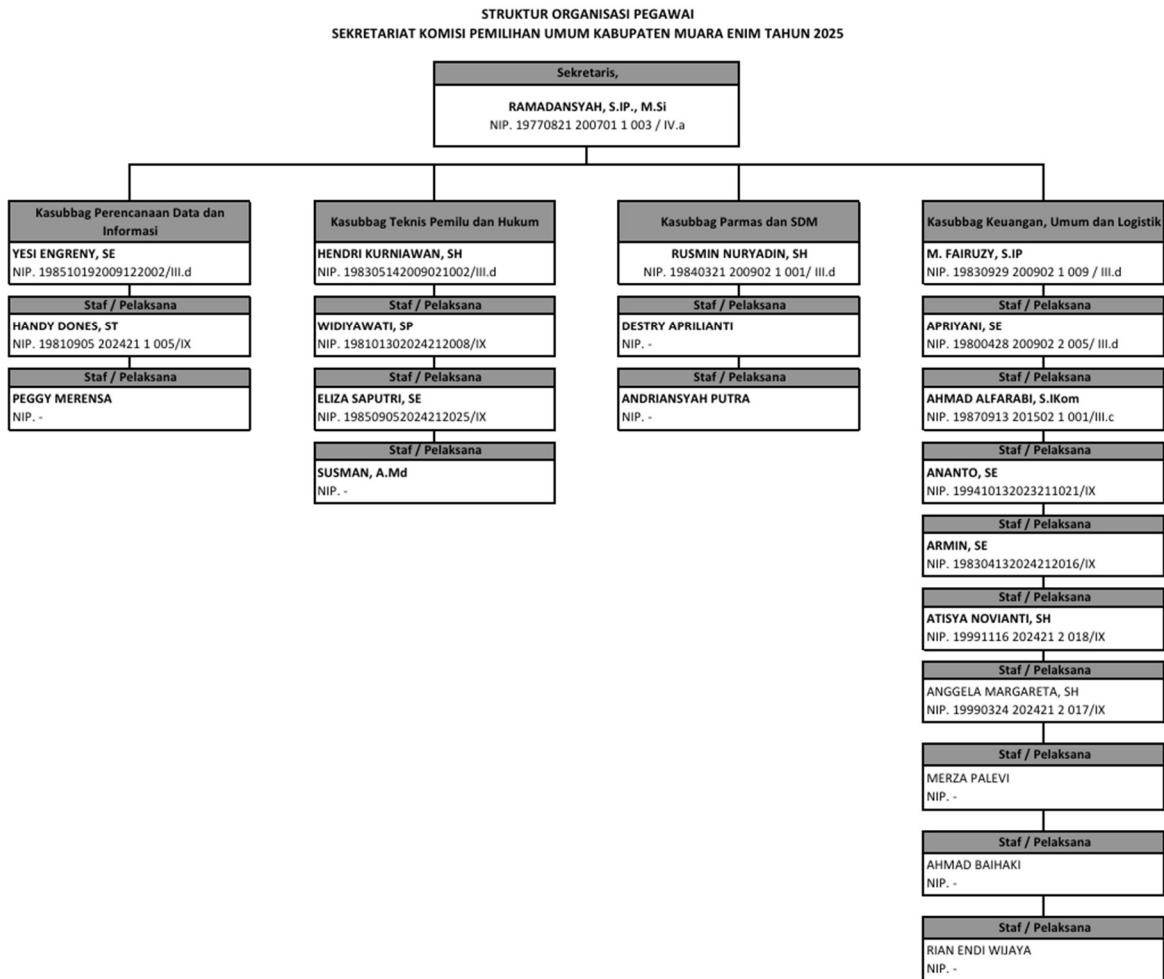 STRUKTUR ORGANISASI PEGAWAI
SEKRETARIAT KOMISI PEMILIHAN UMUM KABUPATEN MUARA ENIM TAHUN 2025
Sekretaris,
RAMADANSYAH, S.IP., M.Si
NIP. 19770821 200701 1 003 / IV.a
Kasubbag Perencanaan Data dan
Informasi
YESI ENGRENY, SE
NIP. 198510192009122002/III.d
Staf / Pelaksana
HANDY DONES, ST
NIP. 19810905 202421 1 005/IX
Staf / Pelaksana
PEGGY MERENSA
NIP. -
Kasubbag Teknis Pemilu dan Hukum
HENDRI KURNIAWAN, SH
NIP. 198305142009021002/III.d
Staf / Pelaksana
WIDIYAWATI, SP
NIP. 198101302024212008/IX
Staf / Pelaksana
ELIZA SAPUTRI, SE
NIP. 198509052024212025/IX
Staf / Pelaksana
SUSMAN, A.Md
NIP. -
Kasubbag Parmas dan SDM
RUSMIN NURYADIN, SH
NIP. 19840321 200902 1 001/ III.d
Staf / Pelaksana
DESTRY APRILIANTI
NIP. -
Staf / Pelaksana
ANDRIANSYAH PUTRA
NIP. -
Kasubbag Keuangan, Umum dan Logistik
M. FAIRUZY, S.IP
NIP. 19830929 200902 1 009 / III.d
Staf / Pelaksana
APRIYANI, SE
NIP. 19800428 200902 2 005/ III.d
Staf / Pelaksana
AHMAD ALFARABI, S.IKom
NIP. 19870913 201502 1 001/III.c
Staf / Pelaksana
ANANTO, SE
NIP. 199410132023211021/IX
Staf / Pelaksana
ARMIN, SE
NIP. 198304132024212016/IX
Staf / Pelaksana
ATISYA NOVIANTI, SH
NIP. 19991116 202421 2 018/IX
Staf / Pelaksana
ANGGELA MARGARETA, SH
NIP. 19990324 202421 2 017/IX
Staf / Pelaksana
MERZA PALEVI
NIP. -
Staf / Pelaksana
AHMAD BAIHAKI
NIP. -
Staf / Pelaksana
RIAN ENDI WIJAYA
NIP. -